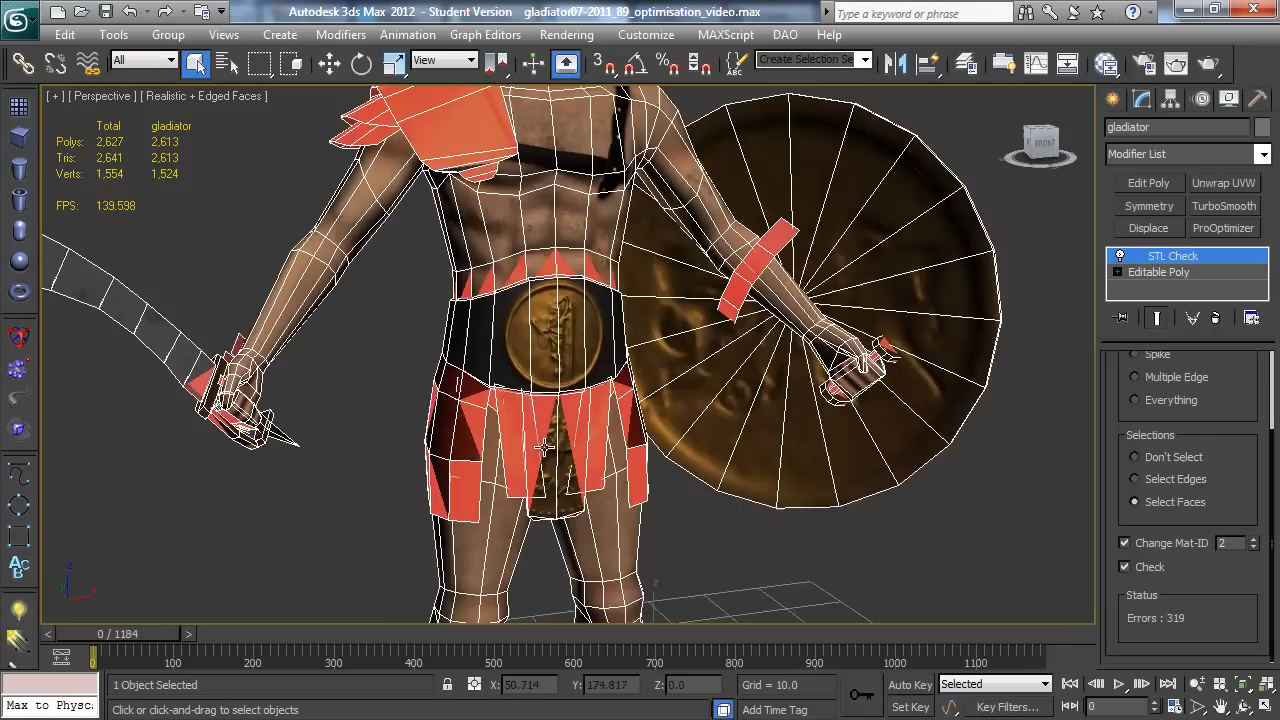 Autodesk 3ds Max 2012 - Student Version gladiator07-2011_89_optimisation_video.max
Type a keyword or phrase
Edit Tools Group Views Create Modifiers Animation Graph Editors Rendering Customize MAXScript DAO Help
All
View
Create Selection Se
[ + ] [ Perspective ] [ Realistic + Edged Faces ]
Total gladiator
Polys: 2,627 2,613
Tris: 2,641 2,613
Verts: 1,554 1,524
FPS: 139.598
FRONT
gladiator
Modifier List
Edit Poly Unwrap UVW
Symmetry TurboSmooth
Displace ProOptimizer
STL Check
Editable Poly
Spike
Multiple Edge
Everything
Selections
Don't Select
Select Edges
Select Faces
Change Mat-ID 2
Check
Status
Errors : 319
z
z
y
x
0 / 1184
0 100 200 300 400 500 600 700 800 900 1000 1100
1 Object Selected
X: 50.714 Y: 174.817 Z: 0.0
Grid = 10.0
Auto Key Selected
Max to Physc
Click or click-and-drag to select objects
Add Time Tag
Set Key Key Filters... 0